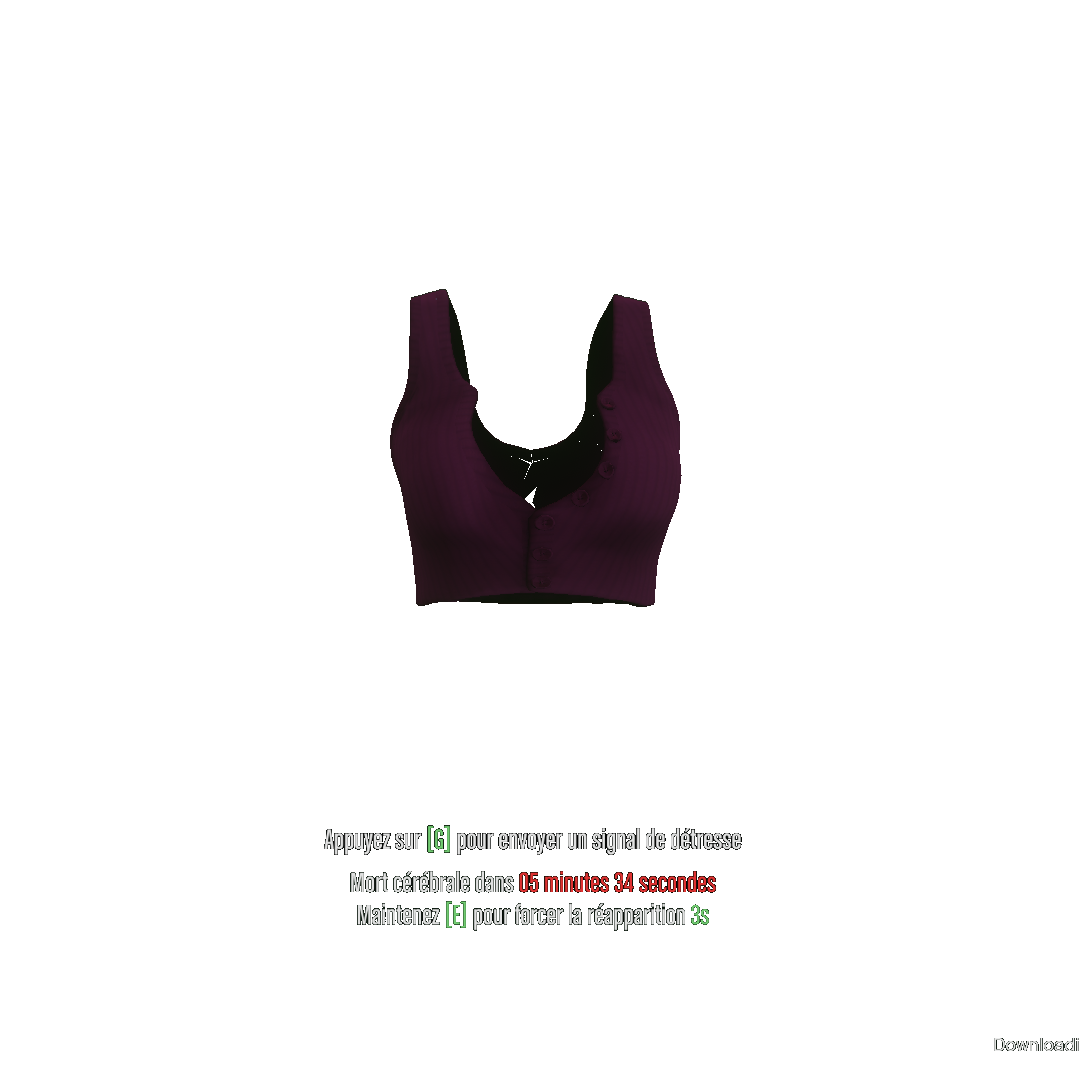 Appuyez sur [G] pour envoyer un signal de détresse
Mort cérébrale dans 05 minutes 34 secondes
Maintenez [E] pour forcer la réapparition 3s
Downloadi